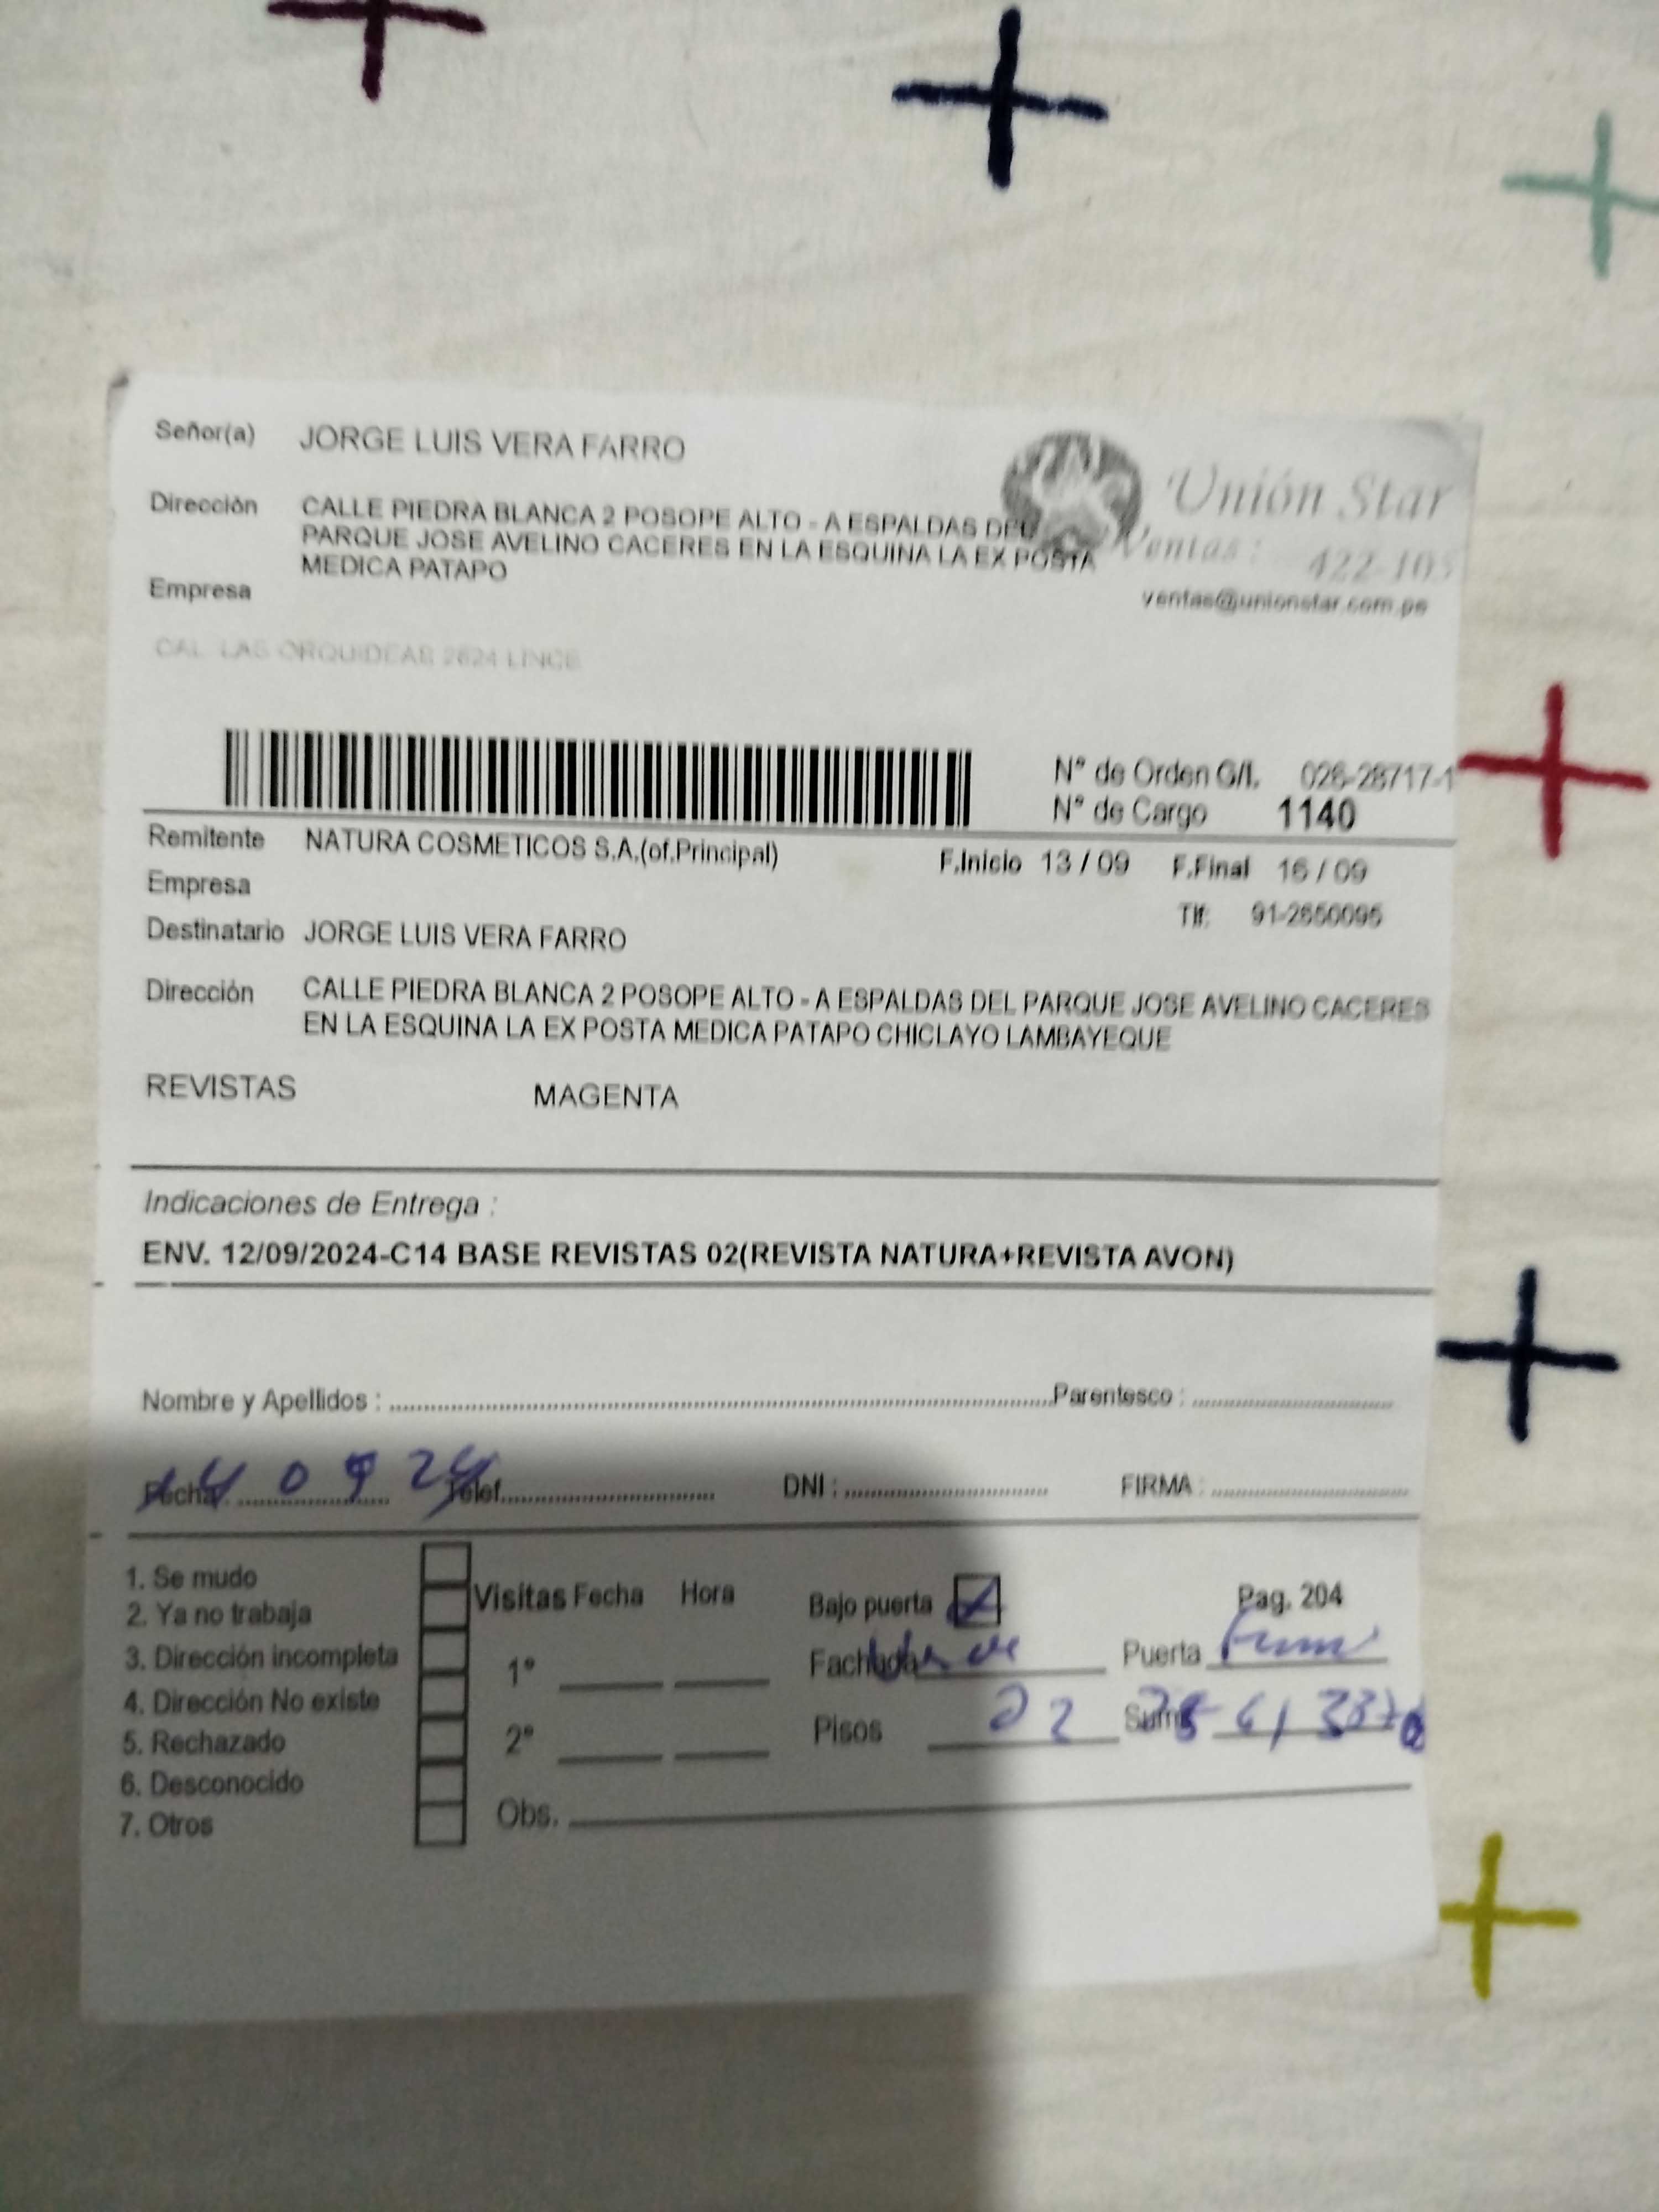 Señor(a) JORGE LUIS VERA FARRO
Unión Star
Dirección CALLE PIEDRA BLANCA 2 POSOPE ALTO - A ESPALDAS DEL
PARQUE JOSE AVELINO CACERES EN LA ESQUINA LA EX POSTA
MEDICA PATAPO
Ventas: 422-105
Empresa
ventas@unionstar.com.pe
CAL. LAS ORQUIDEAS 2624 LINCE
N° de Orden G/I. 026-28717-1
N° de Cargo 1140
Remitente NATURA COSMETICOS S.A.(of.Principal)
F.Inicio 13 / 09 F.Final 16 / 09
Empresa
Tlf: 91-2650095
Destinatario JORGE LUIS VERA FARRO
Dirección CALLE PIEDRA BLANCA 2 POSOPE ALTO - A ESPALDAS DEL PARQUE JOSE AVELINO CACERES
EN LA ESQUINA LA EX POSTA MEDICA PATAPO CHICLAYO LAMBAYEQUE
REVISTAS MAGENTA
Indicaciones de Entrega :
ENV. 12/09/2024-C14 BASE REVISTAS 02(REVISTA NATURA+REVISTA AVON)
Nombre y Apellidos : Parentesco :
Fecha 14 09 24 Telef. DNI : FIRMA :
1. Se mudo
2. Ya no trabaja
3. Dirección incompleta
4. Dirección No existe
5. Rechazado
6. Desconocido
7. Otros
Visitas Fecha Hora
1°
2°
Obs.
Bajo puerta Pag. 204
Fachada Puerta
Pisos Sum.